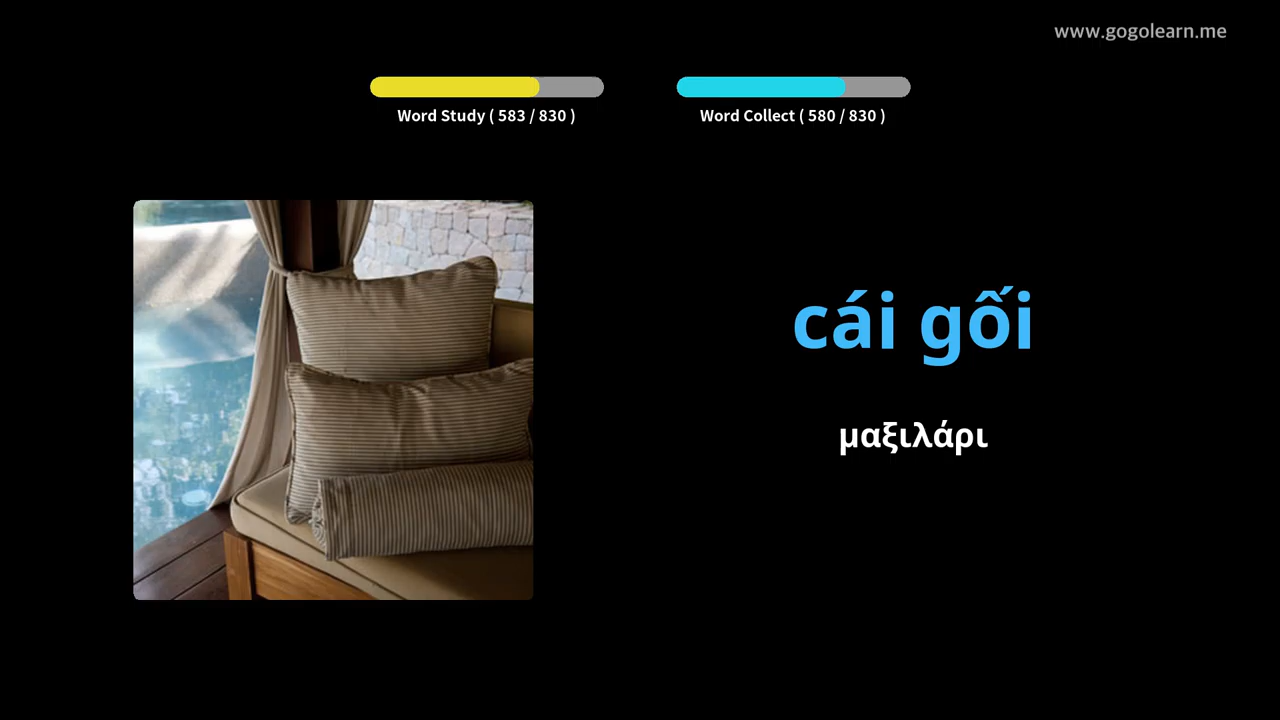 www.gogolearn.me
Word Study ( 583 / 830 )
Word Collect ( 580 / 830 )
cái gối
μαξιλάρι